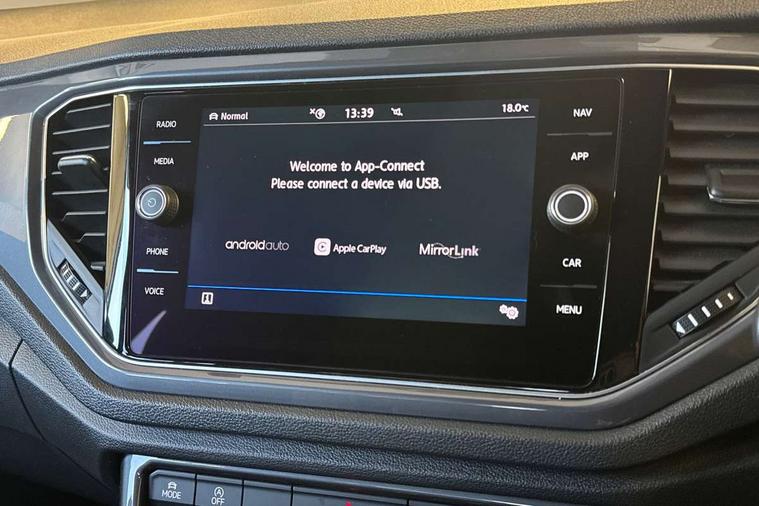 RADIO
MEDIA
PHONE
VOICE
Normal
13:39
18.0°C
Welcome to App-Connect
Please connect a device via USB.
androidauto
Apple CarPlay
MirrorLink
NAV
APP
CAR
MENU
MODE
OFF